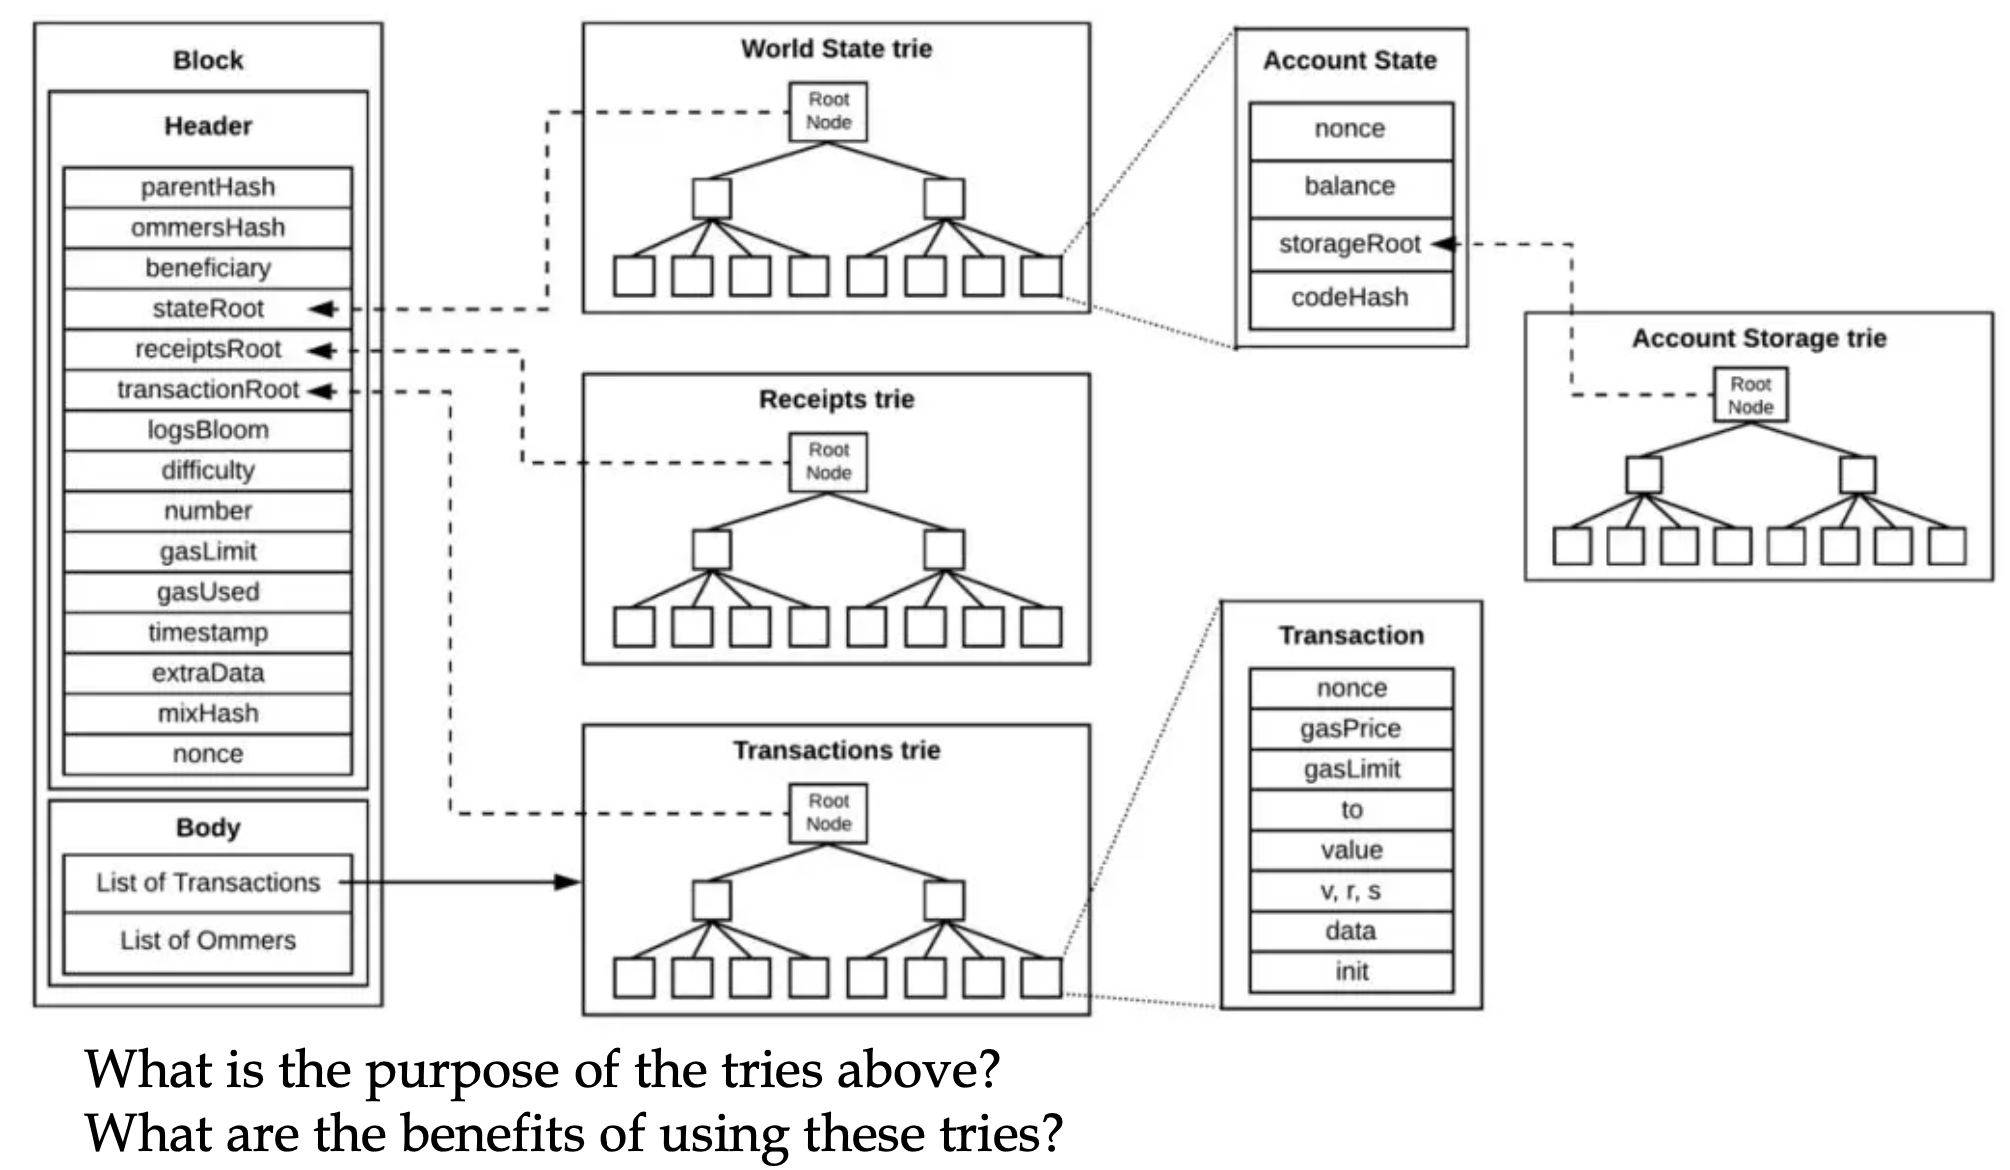 Block
Header
parentHash
ommersHash
beneficiary
stateRoot
receiptsRoot
transactionRoot
logsBloom
difficulty
number
gasLimit
gasUsed
timestamp
extraData
mixHash
nonce
Body
List of Transactions
List of Ommers
World State trie
Root
Node
Receipts trie
Root
Node
Transactions trie
Root
Node
Account State
nonce
balance
storageRoot
codeHash
Account Storage trie
Root
Node
Transaction
nonce
gasPrice
gasLimit
to
value
v, r, s
data
init
What is the purpose of the tries above?
What are the benefits of using these tries?